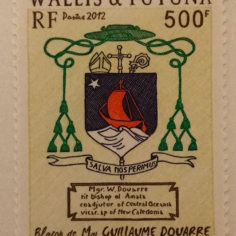 WALLIS & FUTUNA
RF Postes 2012 500F
SALVA NOS PERIMUS
Mgr. W. Douarre
tit bishop of Amata
coadjutor of Central Oceania
vicar. ap of New Caledonia
Blason de Mgr GUILLAUME DOUARRE